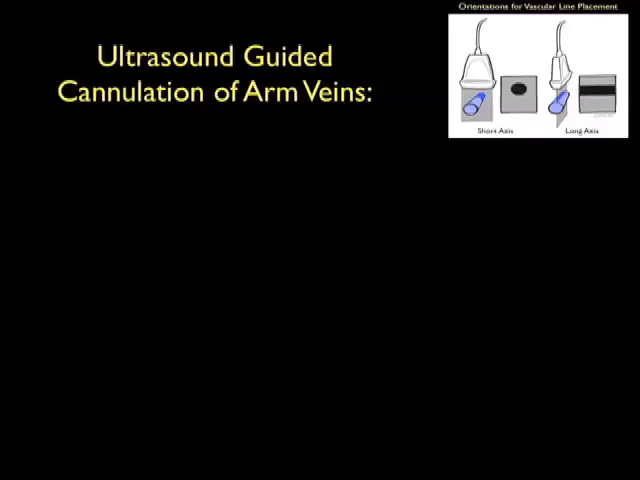 Orientations for Vascular Line Placement
Ultrasound Guided
Cannulation of Arm Veins:
Short Axis
Long Axis